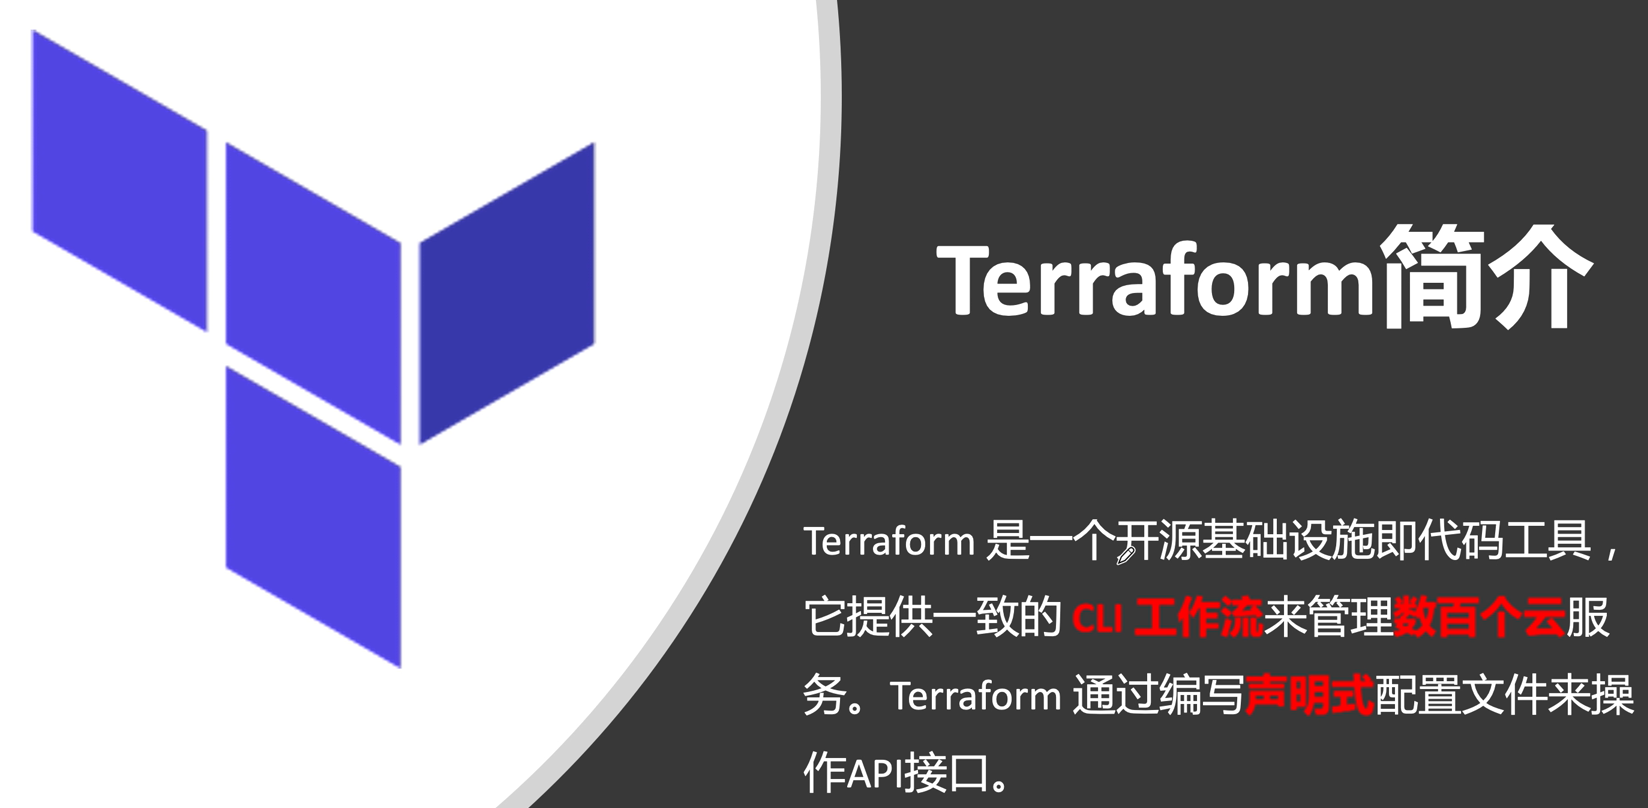 Terraform简介
Terraform 是一个开源基础设施即代码工具，
它提供一致的 CLI 工作流来管理数百个云服
务。Terraform 通过编写声明式配置文件来操
作API接口。